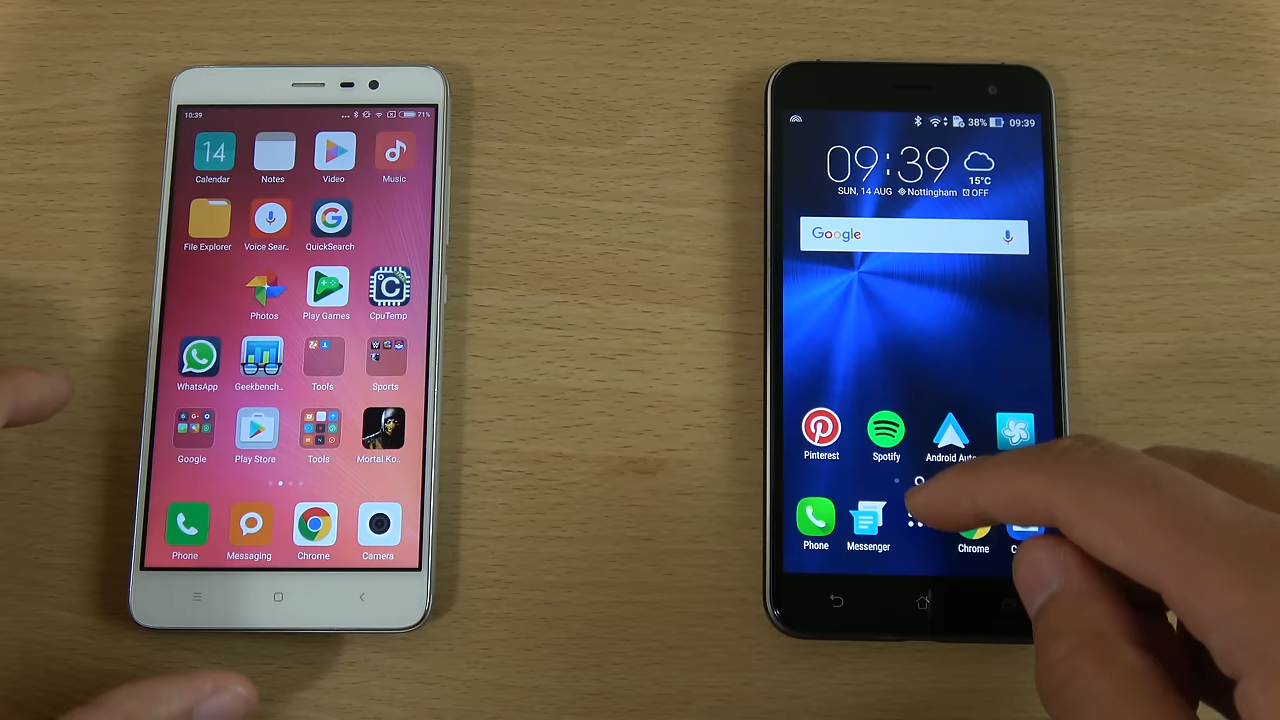 10:39
71%
14
Calendar
Notes
Video
Music
File Explorer
Voice Sear..
QuickSearch
Photos
Play Games
CpuTemp
WhatsApp
Geekbench..
Tools
Sports
Google
Play Store
Tools
Mortal Ko..
Phone
Messaging
Chrome
Camera
38%
09:39
09:39
15°C
SUN, 14 AUG
Nottingham
OFF
Google
Pinterest
Spotify
Android Auto
Phone
Messenger
Chrome